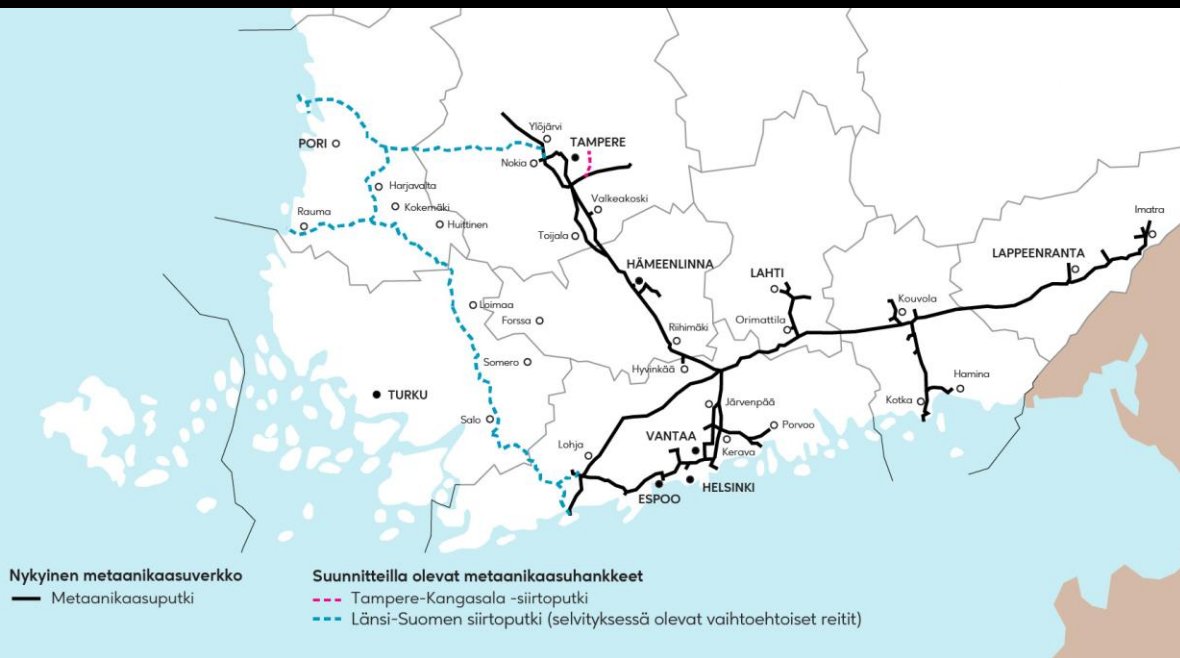 Ylöjärvi
TAMPERE
PORI
Nokia
Harjavalta
Valkeakoski
Kokemäki
Rauma
Huittinen
Imatra
Toijala
LAPPEENRANTA
HÄMEENLINNA
LAHTI
Loimaa
Kouvola
Forssa
Orimattila
Riihimäki
Somero
Hyvinkää
Hamina
TURKU
Järvenpää
Kotka
Salo
Porvoo
VANTAA
Lohja
Kerava
HELSINKI
ESPOO
Nykyinen metaanikaasuverkko
Metaanikaasuputki
Suunnitteilla olevat metaanikaasuhankkeet
Tampere-Kangasala -siirtoputki
Länsi-Suomen siirtoputki (selvityksessä olevat vaihtoehtoiset reitit)